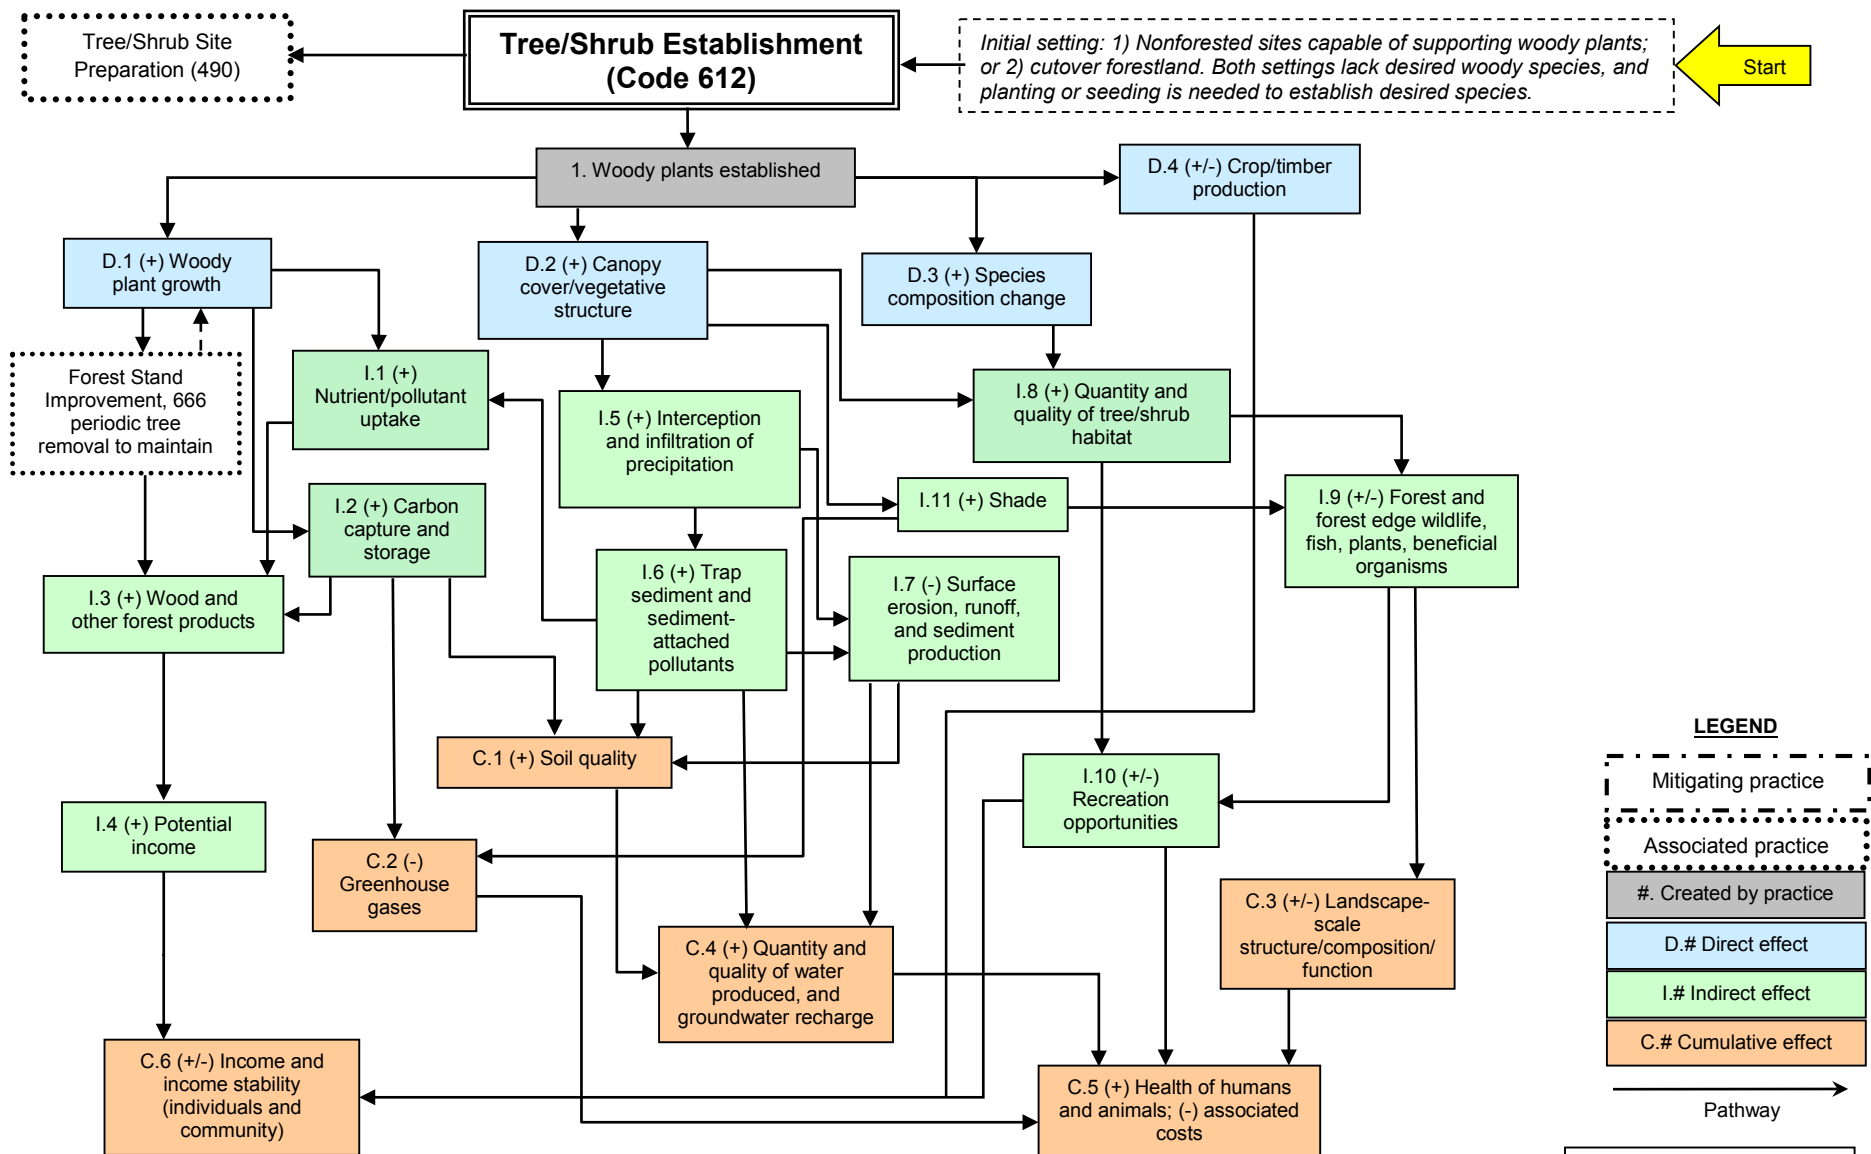 Tree/Shrub Site
Preparation (490)
Tree/Shrub Establishment
(Code 612)
Initial setting: 1) Nonforested sites capable of supporting woody plants;
or 2) cutover forestland. Both settings lack desired woody species, and
planting or seeding is needed to establish desired species.
Start
1. Woody plants established
D.4 (+/-) Crop/timber
production
D.1 (+) Woody
plant growth
D.2 (+) Canopy
cover/vegetative
structure
D.3 (+) Species
composition change
Forest Stand
Improvement, 666
periodic tree
removal to maintain
I.1 (+)
Nutrient/pollutant
uptake
I.5 (+) Interception
and infiltration of
precipitation
I.8 (+) Quantity and
quality of tree/shrub
habitat
I.2 (+) Carbon
capture and
storage
I.11 (+) Shade
I.9 (+/-) Forest and
forest edge wildlife,
fish, plants, beneficial
organisms
I.3 (+) Wood and
other forest products
I.6 (+) Trap
sediment and
sediment-
attached
pollutants
I.7 (-) Surface
erosion, runoff,
and sediment
production
C.1 (+) Soil quality
I.10 (+/-)
Recreation
opportunities
I.4 (+) Potential
income
C.2 (-)
Greenhouse
gases
C.4 (+) Quantity and
quality of water
produced, and
groundwater recharge
C.3 (+/-) Landscape-
scale
structure/composition/
function
C.6 (+/-) Income and
income stability
(individuals and
community)
C.5 (+) Health of humans
and animals; (-) associated
costs
LEGEND
Mitigating practice
Associated practice
#. Created by practice
D.# Direct effect
I.# Indirect effect
C.# Cumulative effect
Pathway